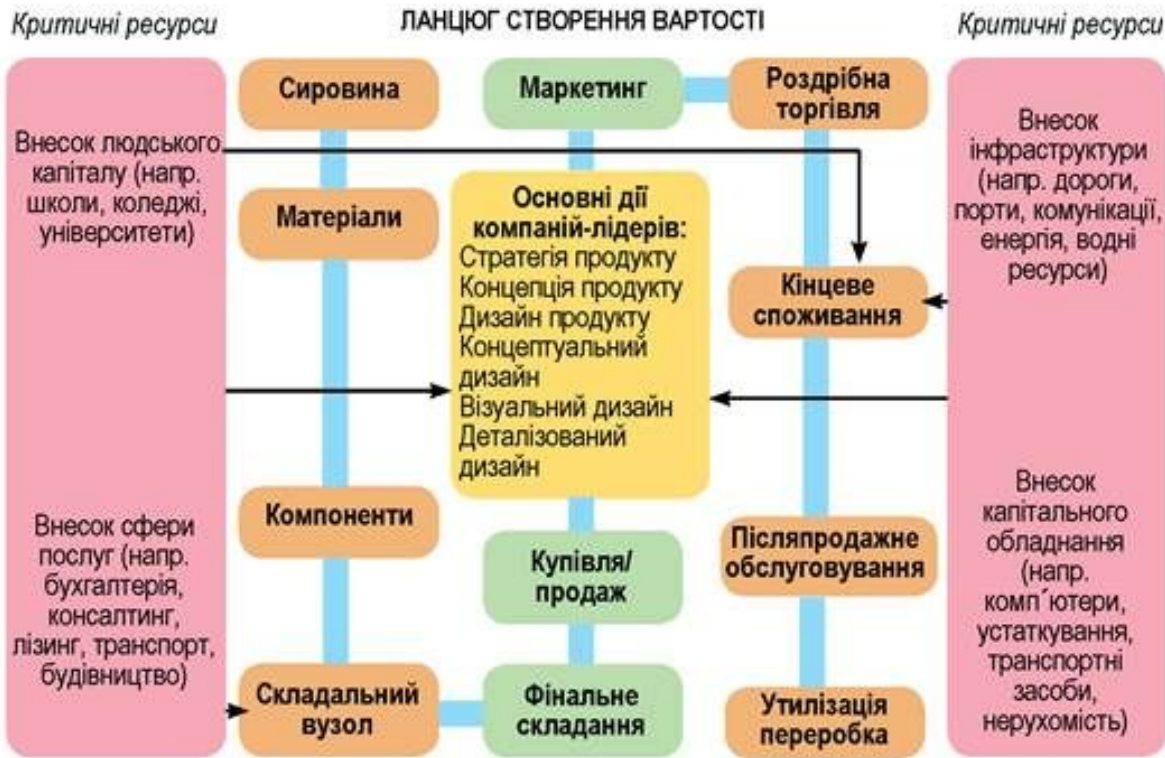 Критичні ресурси
ЛАНЦЮГ СТВОРЕННЯ ВАРТОСТІ
Критичні ресурси
Внесок людського
капіталу (напр.
школи, коледжі,
університети)
Внесок сфери
послуг (напр.
бухгалтерія,
консалтинг,
лізинг, транспорт,
будівництво)
Сировина
Матеріали
Компоненти
Складальний
вузол
Маркетинг
Основні дії
компаній-лідерів:
Стратегія продукту
Концепція продукту
Дизайн продукту
Концептуальний
дизайн
Візуальний дизайн
Деталізований
дизайн
Купівля/
продаж
Фінальне
складання
Роздрібна
торгівля
Кінцеве
споживання
Післяпродажне
обслуговування
Утилізація
переробка
Внесок
інфраструктури
(напр. дороги,
порти, комунікації,
енергія, водні
ресурси)
Внесок
капітального
обладнання
(напр.
комп´ютери,
устаткування,
транспортні
засоби,
нерухомість)